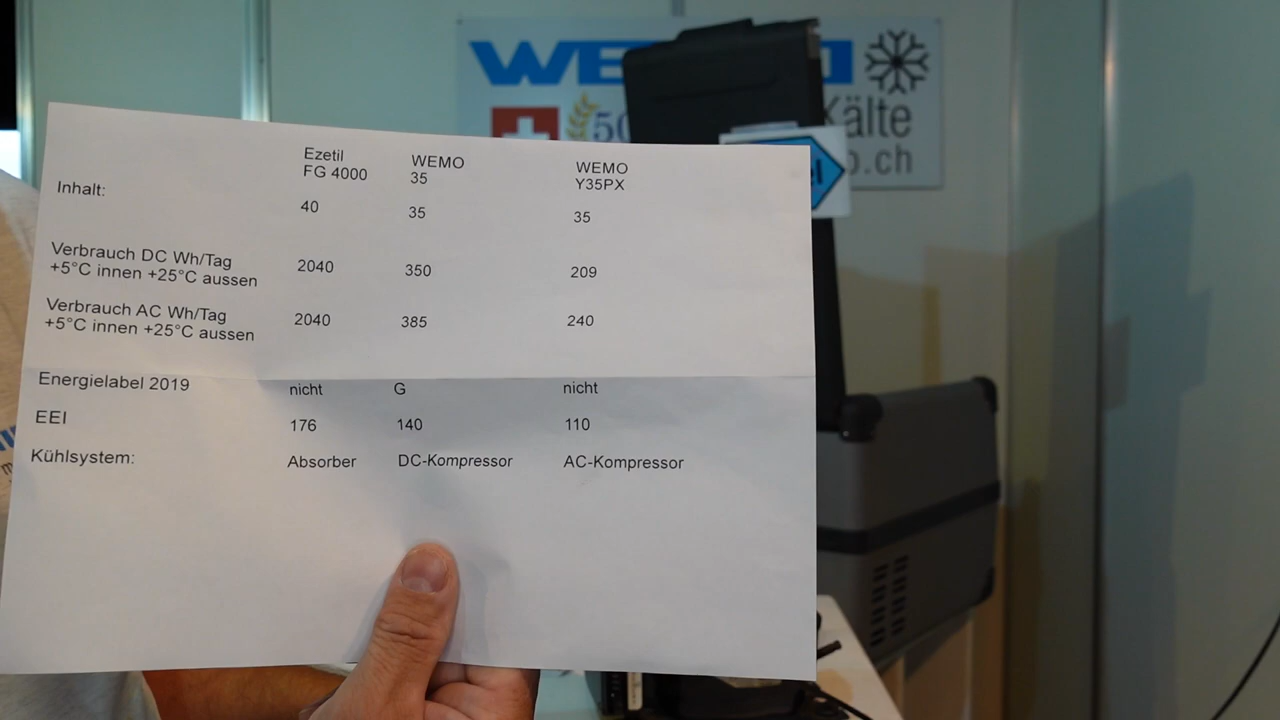 Ezetil WEMO WEMO
FG 4000 35 Y35PX
Inhalt: 40 35 35
Verbrauch DC Wh/Tag 2040 350 209
+5°C innen +25°C aussen
Verbrauch AC Wh/Tag 2040 385 240
+5°C innen +25°C aussen
Energielabel 2019 nicht G nicht
EEI 176 140 110
Kühlsystem: Absorber DC-Kompressor AC-Kompressor
50
Kälte
.ch